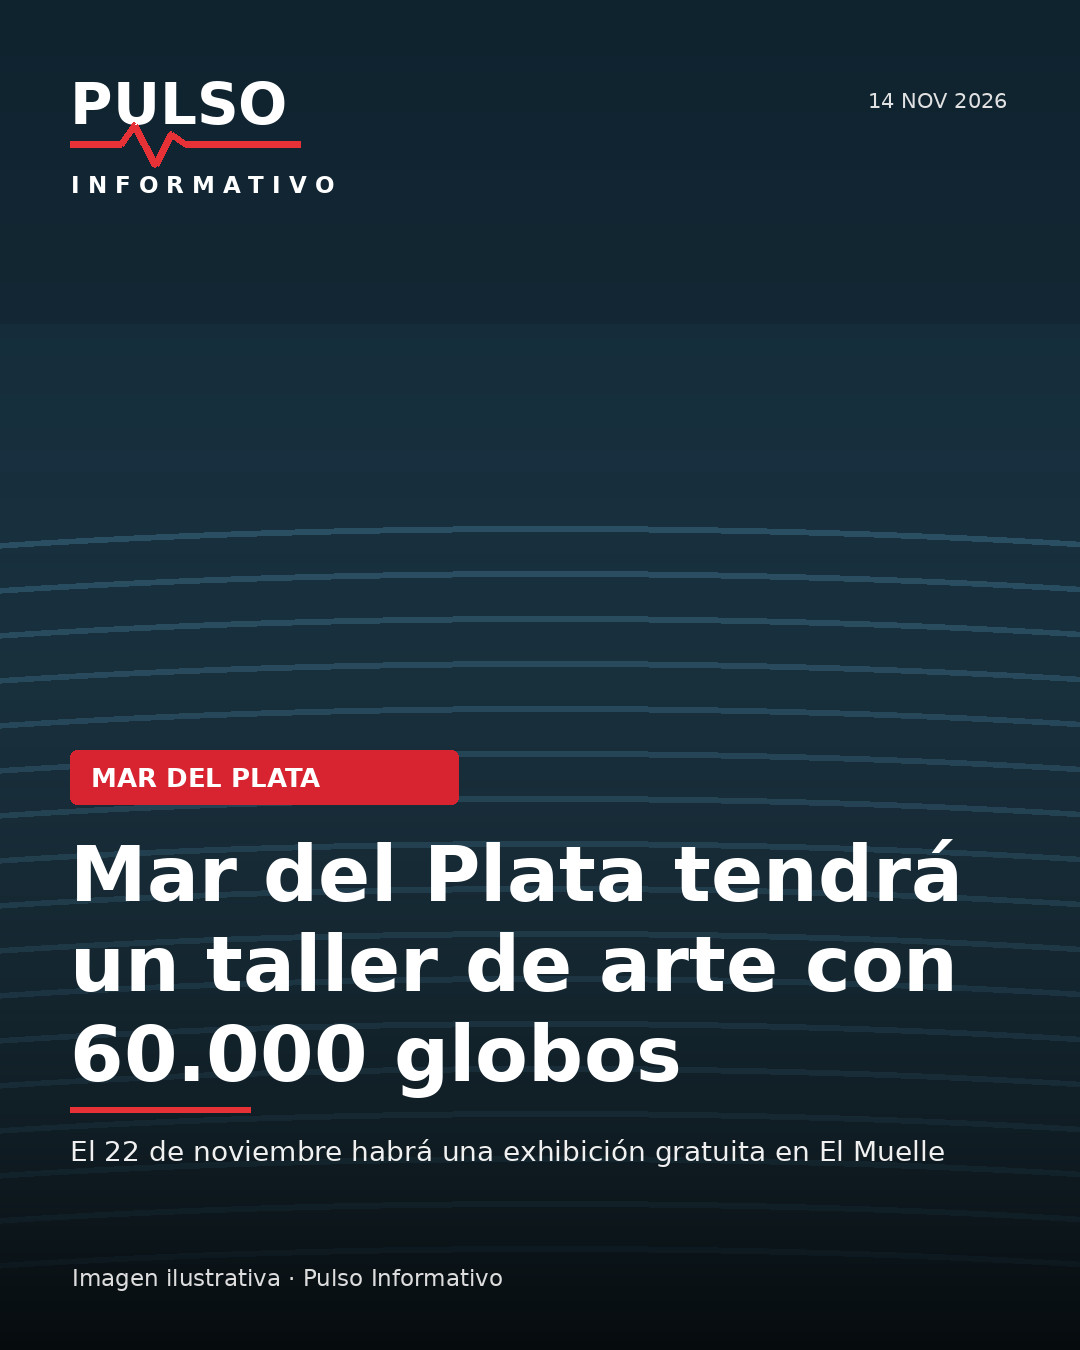 PULSO
INFORMATIVO
14 NOV 2026
MAR DEL PLATA
Mar del Plata tendrá
un taller de arte con
60.000 globos
El 22 de noviembre habrá una exhibición gratuita en El Muelle
Imagen ilustrativa · Pulso Informativo